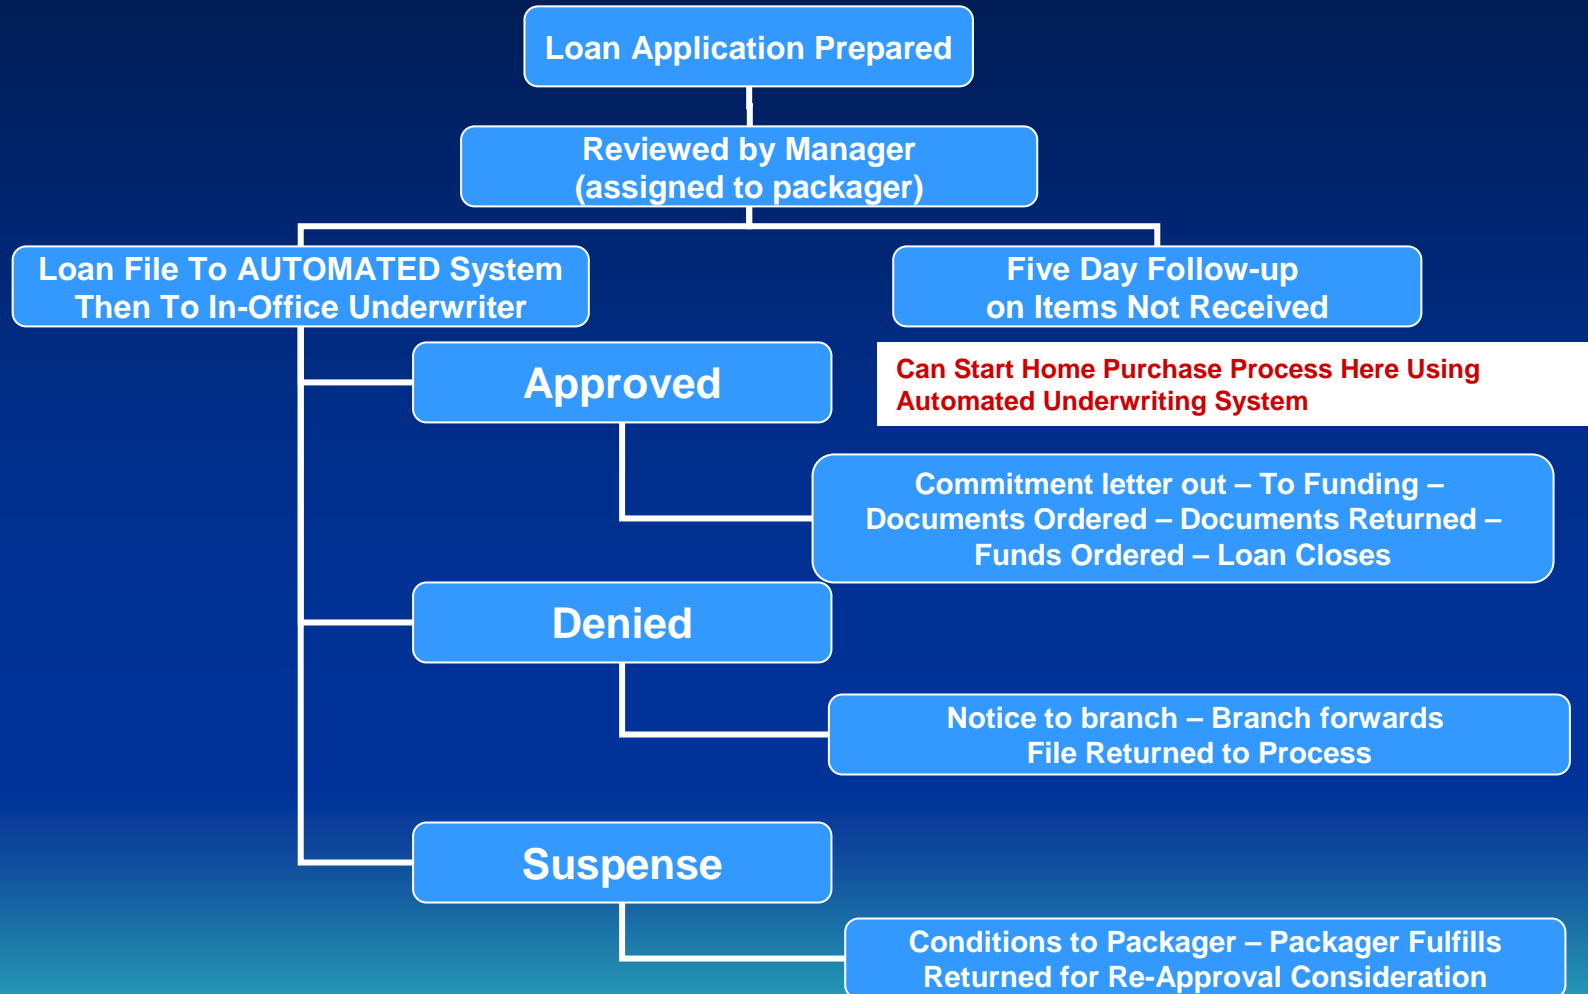 Loan Application Prepared
Reviewed by Manager
(assigned to packager)
Loan File To AUTOMATED System
Then To In-Office Underwriter
Five Day Follow-up
on Items Not Received
Approved
Can Start Home Purchase Process Here Using
Automated Underwriting System
Commitment letter out – To Funding –
Documents Ordered – Documents Returned –
Funds Ordered – Loan Closes
Denied
Notice to branch – Branch forwards
File Returned to Process
Suspense
Conditions to Packager – Packager Fulfills
Returned for Re-Approval Consideration